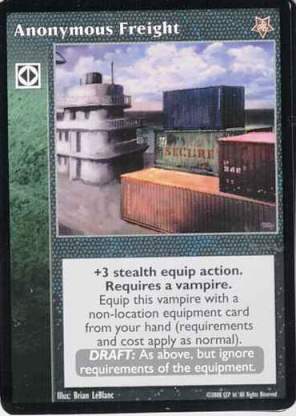 Anonymous Freight
SECURE
+3 stealth equip action.
Requires a vampire.
Equip this vampire with a
non-location equipment card
from your hand (requirements
and cost apply as normal).
DRAFT: As above, but ignore
requirements of the equipment.
Illus: Brian LeBlanc